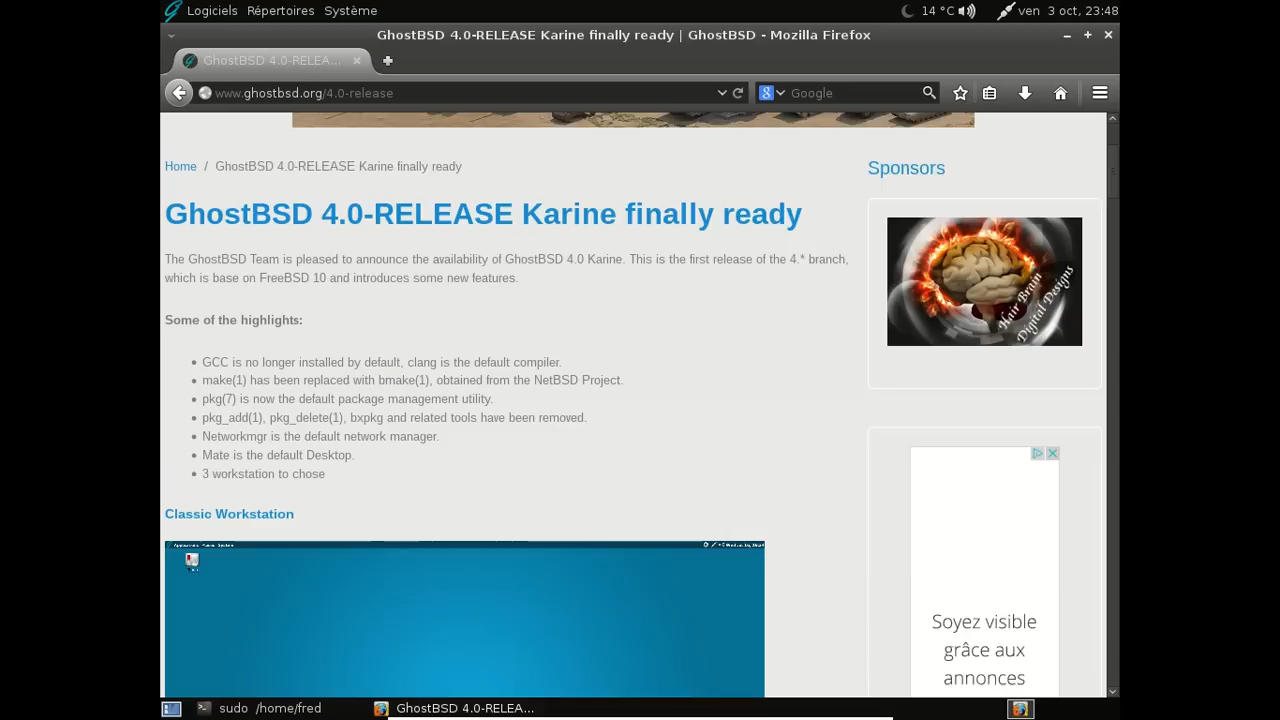 Logiciels Répertoires Système
14 °C
ven 3 oct, 23:48
GhostBSD 4.0-RELEASE Karine finally ready | GhostBSD - Mozilla Firefox
GhostBSD 4.0-RELEA...
www.ghostbsd.org/4.0-release
Google
Home / GhostBSD 4.0-RELEASE Karine finally ready
GhostBSD 4.0-RELEASE Karine finally ready
The GhostBSD Team is pleased to announce the availability of GhostBSD 4.0 Karine. This is the first release of the 4.* branch,
which is base on FreeBSD 10 and introduces some new features.
Some of the highlights:
GCC is no longer installed by default, clang is the default compiler.
make(1) has been replaced with bmake(1), obtained from the NetBSD Project.
pkg(7) is now the default package management utility.
pkg_add(1), pkg_delete(1), bxpkg and related tools have been removed.
Networkmgr is the default network manager.
Mate is the default Desktop.
3 workstation to chose
Classic Workstation
Sponsors
Hair Brain
Digital Designs
Soyez visible
grâce aux
annonces
sudo /home/fred
GhostBSD 4.0-RELEA...